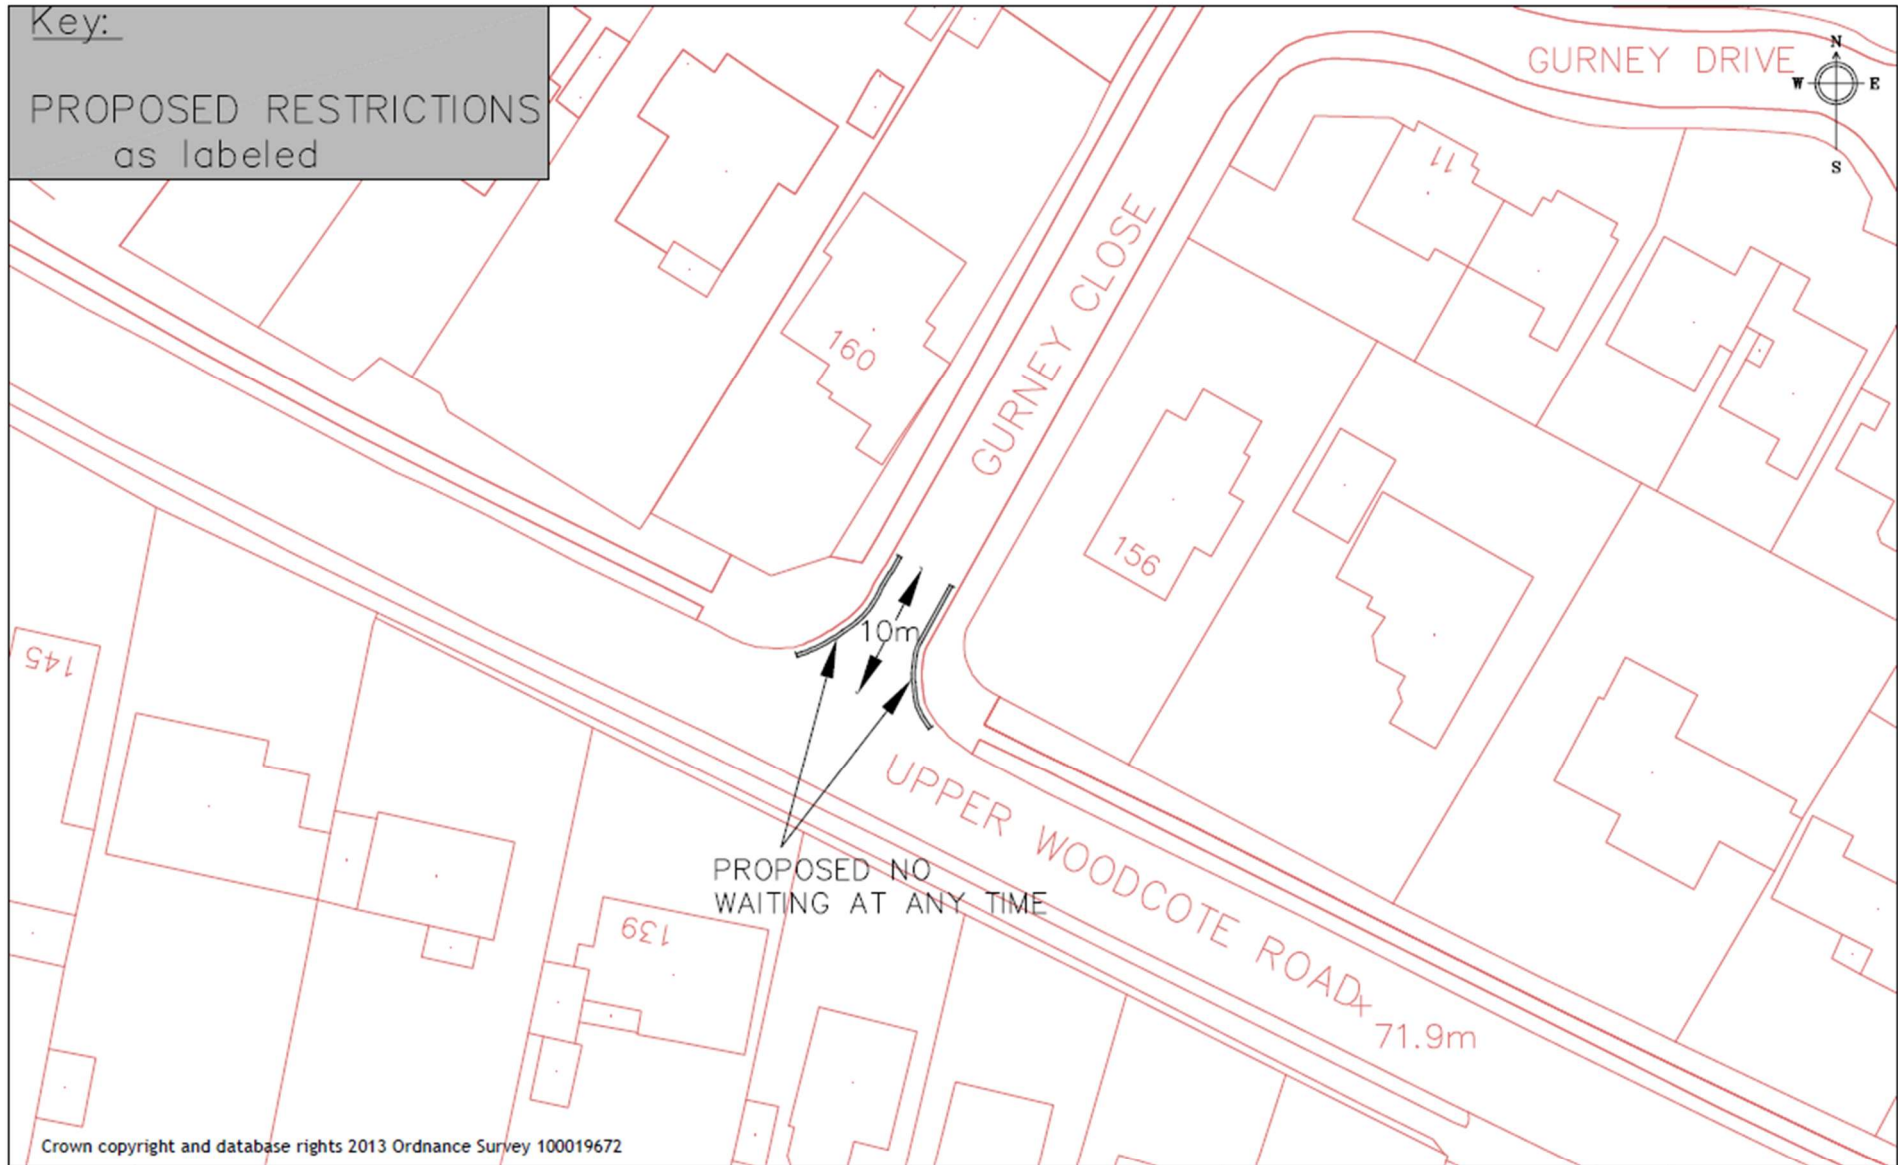 Key:
PROPOSED RESTRICTIONS
as labeled
GURNEY DRIVE
N
W
E
S
11
GURNEY CLOSE
160
156
10m
145
UPPER WOODCOTE ROAD
PROPOSED NO
WAITING AT ANY TIME
139
x
71.9m
Crown copyright and database rights 2013 Ordnance Survey 100019672